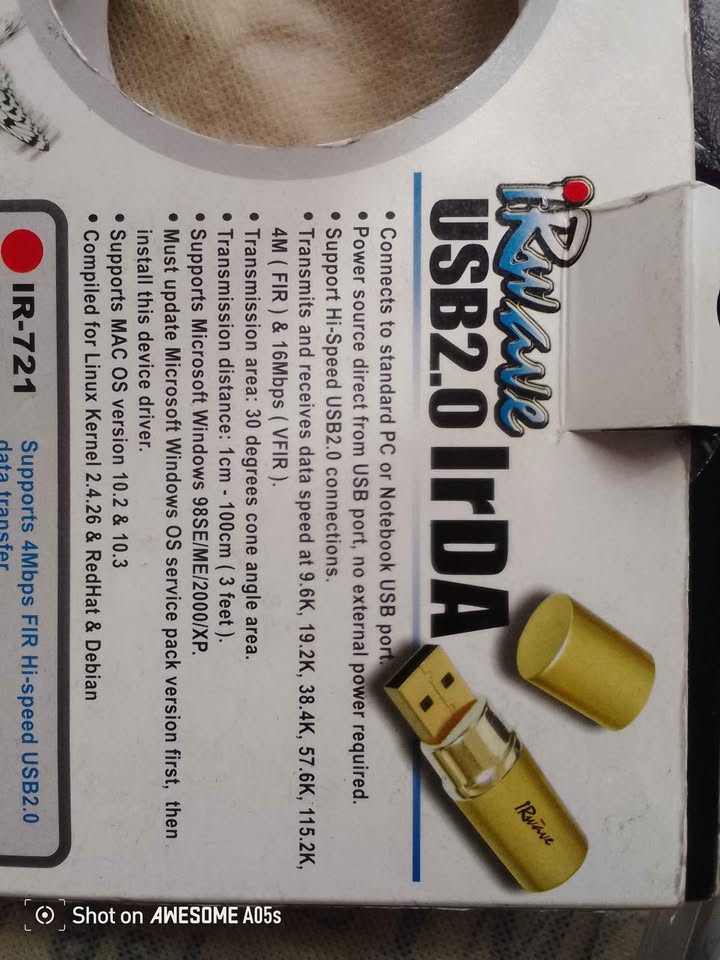 iRwave
USB2.0 IrDA
• Connects to standard PC or Notebook USB port.
• Power source direct from USB port, no external power required.
• Support Hi-Speed USB2.0 connections.
• Transmits and receives data speed at 9.6K, 19.2K, 38.4K, 57.6K, 115.2K,
4M ( FIR ) & 16Mbps ( VFIR ).
• Transmission area: 30 degrees cone angle area.
• Transmission distance: 1cm - 100cm ( 3 feet ).
• Supports Microsoft Windows 98SE/ME/2000/XP.
• Must update Microsoft Windows OS service pack version first, then
install this device driver.
• Supports MAC OS version 10.2 & 10.3
• Compiled for Linux Kernel 2.4.26 & RedHat & Debian
IRwave
IR-721
Supports 4Mbps FIR Hi-speed USB2.0
data transfer
Shot on AWESOME A05s